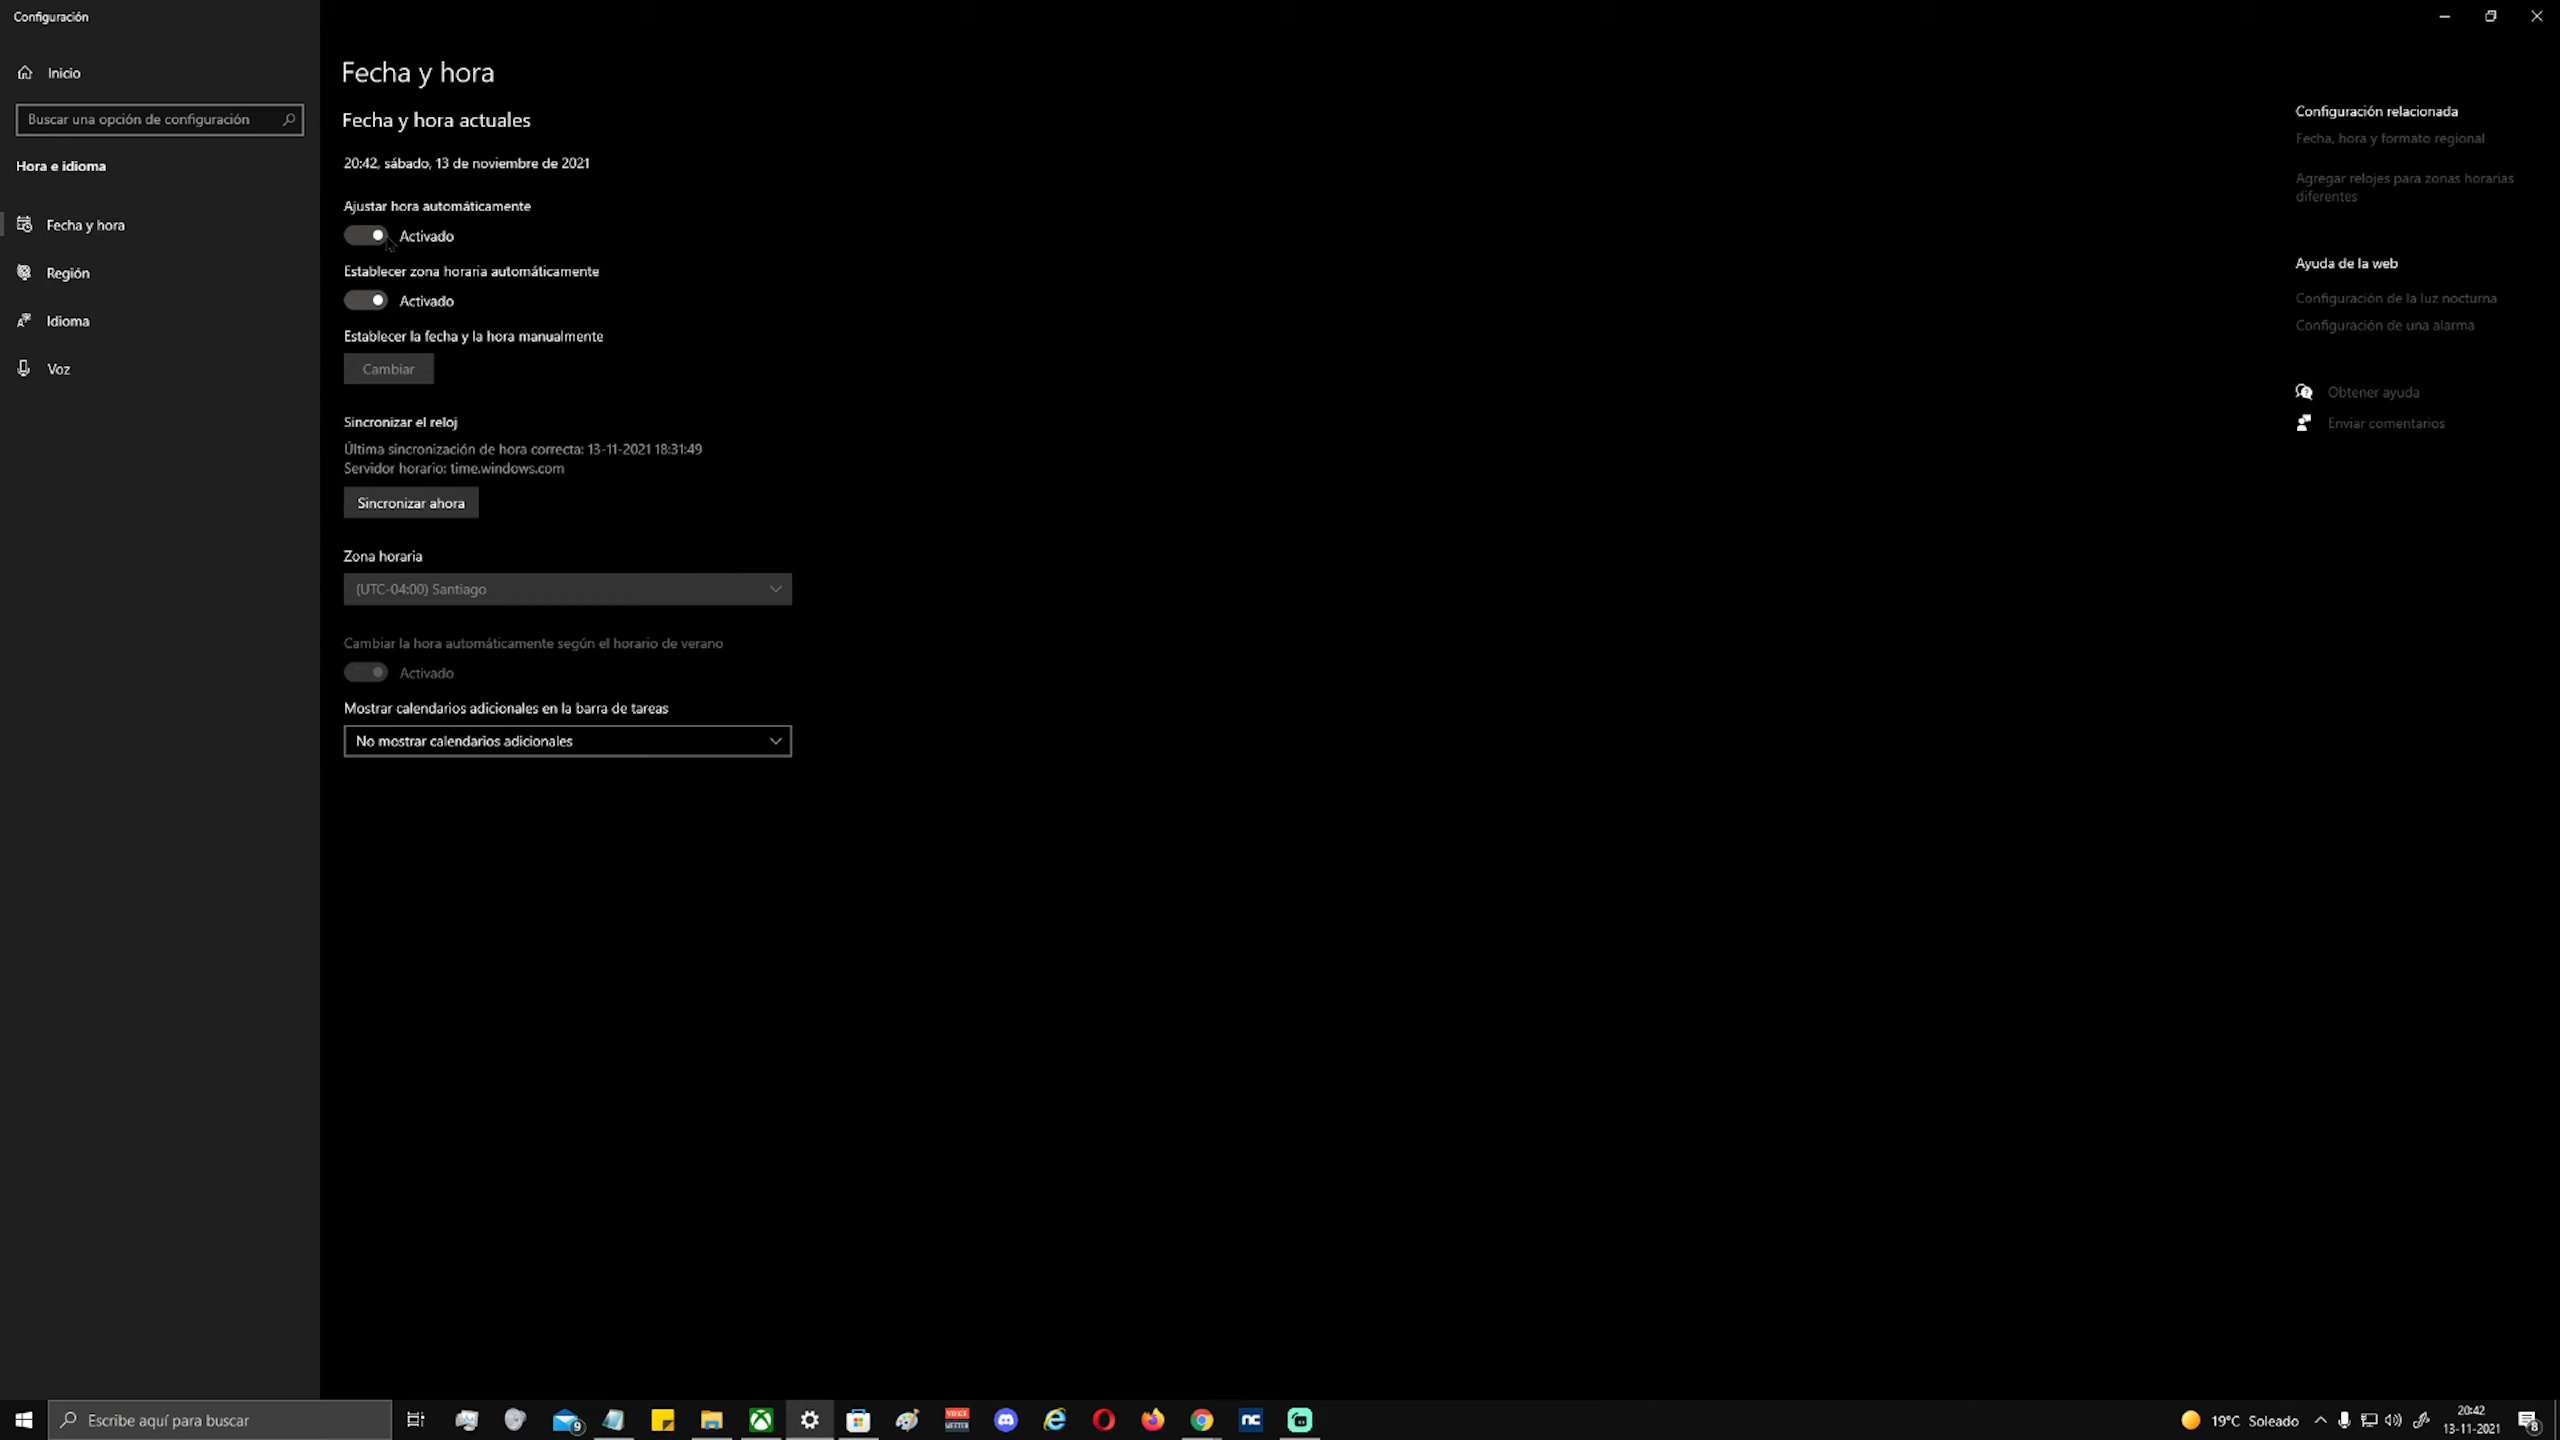 Configuración
Inicio
Buscar una opción de configuración
Hora e idioma
Fecha y hora
Región
Idioma
Voz
Fecha y hora
Fecha y hora actuales
20:42, sábado, 13 de noviembre de 2021
Ajustar hora automáticamente
Activado
Establecer zona horaria automáticamente
Activado
Establecer la fecha y la hora manualmente
Cambiar
Sincronizar el reloj
Última sincronización de hora correcta: 13-11-2021 18:31:49
Servidor horario: time.windows.com
Sincronizar ahora
Zona horaria
(UTC-04:00) Santiago
Cambiar la hora automáticamente según el horario de verano
Activado
Mostrar calendarios adicionales en la barra de tareas
No mostrar calendarios adicionales
Configuración relacionada
Fecha, hora y formato regional
Agregar relojes para zonas horarias
diferentes
Ayuda de la web
Configuración de la luz nocturna
Configuración de una alarma
Obtener ayuda
Enviar comentarios
Escribe aquí para buscar
9
nc
19°C Soleado
20:42
13-11-2021
8